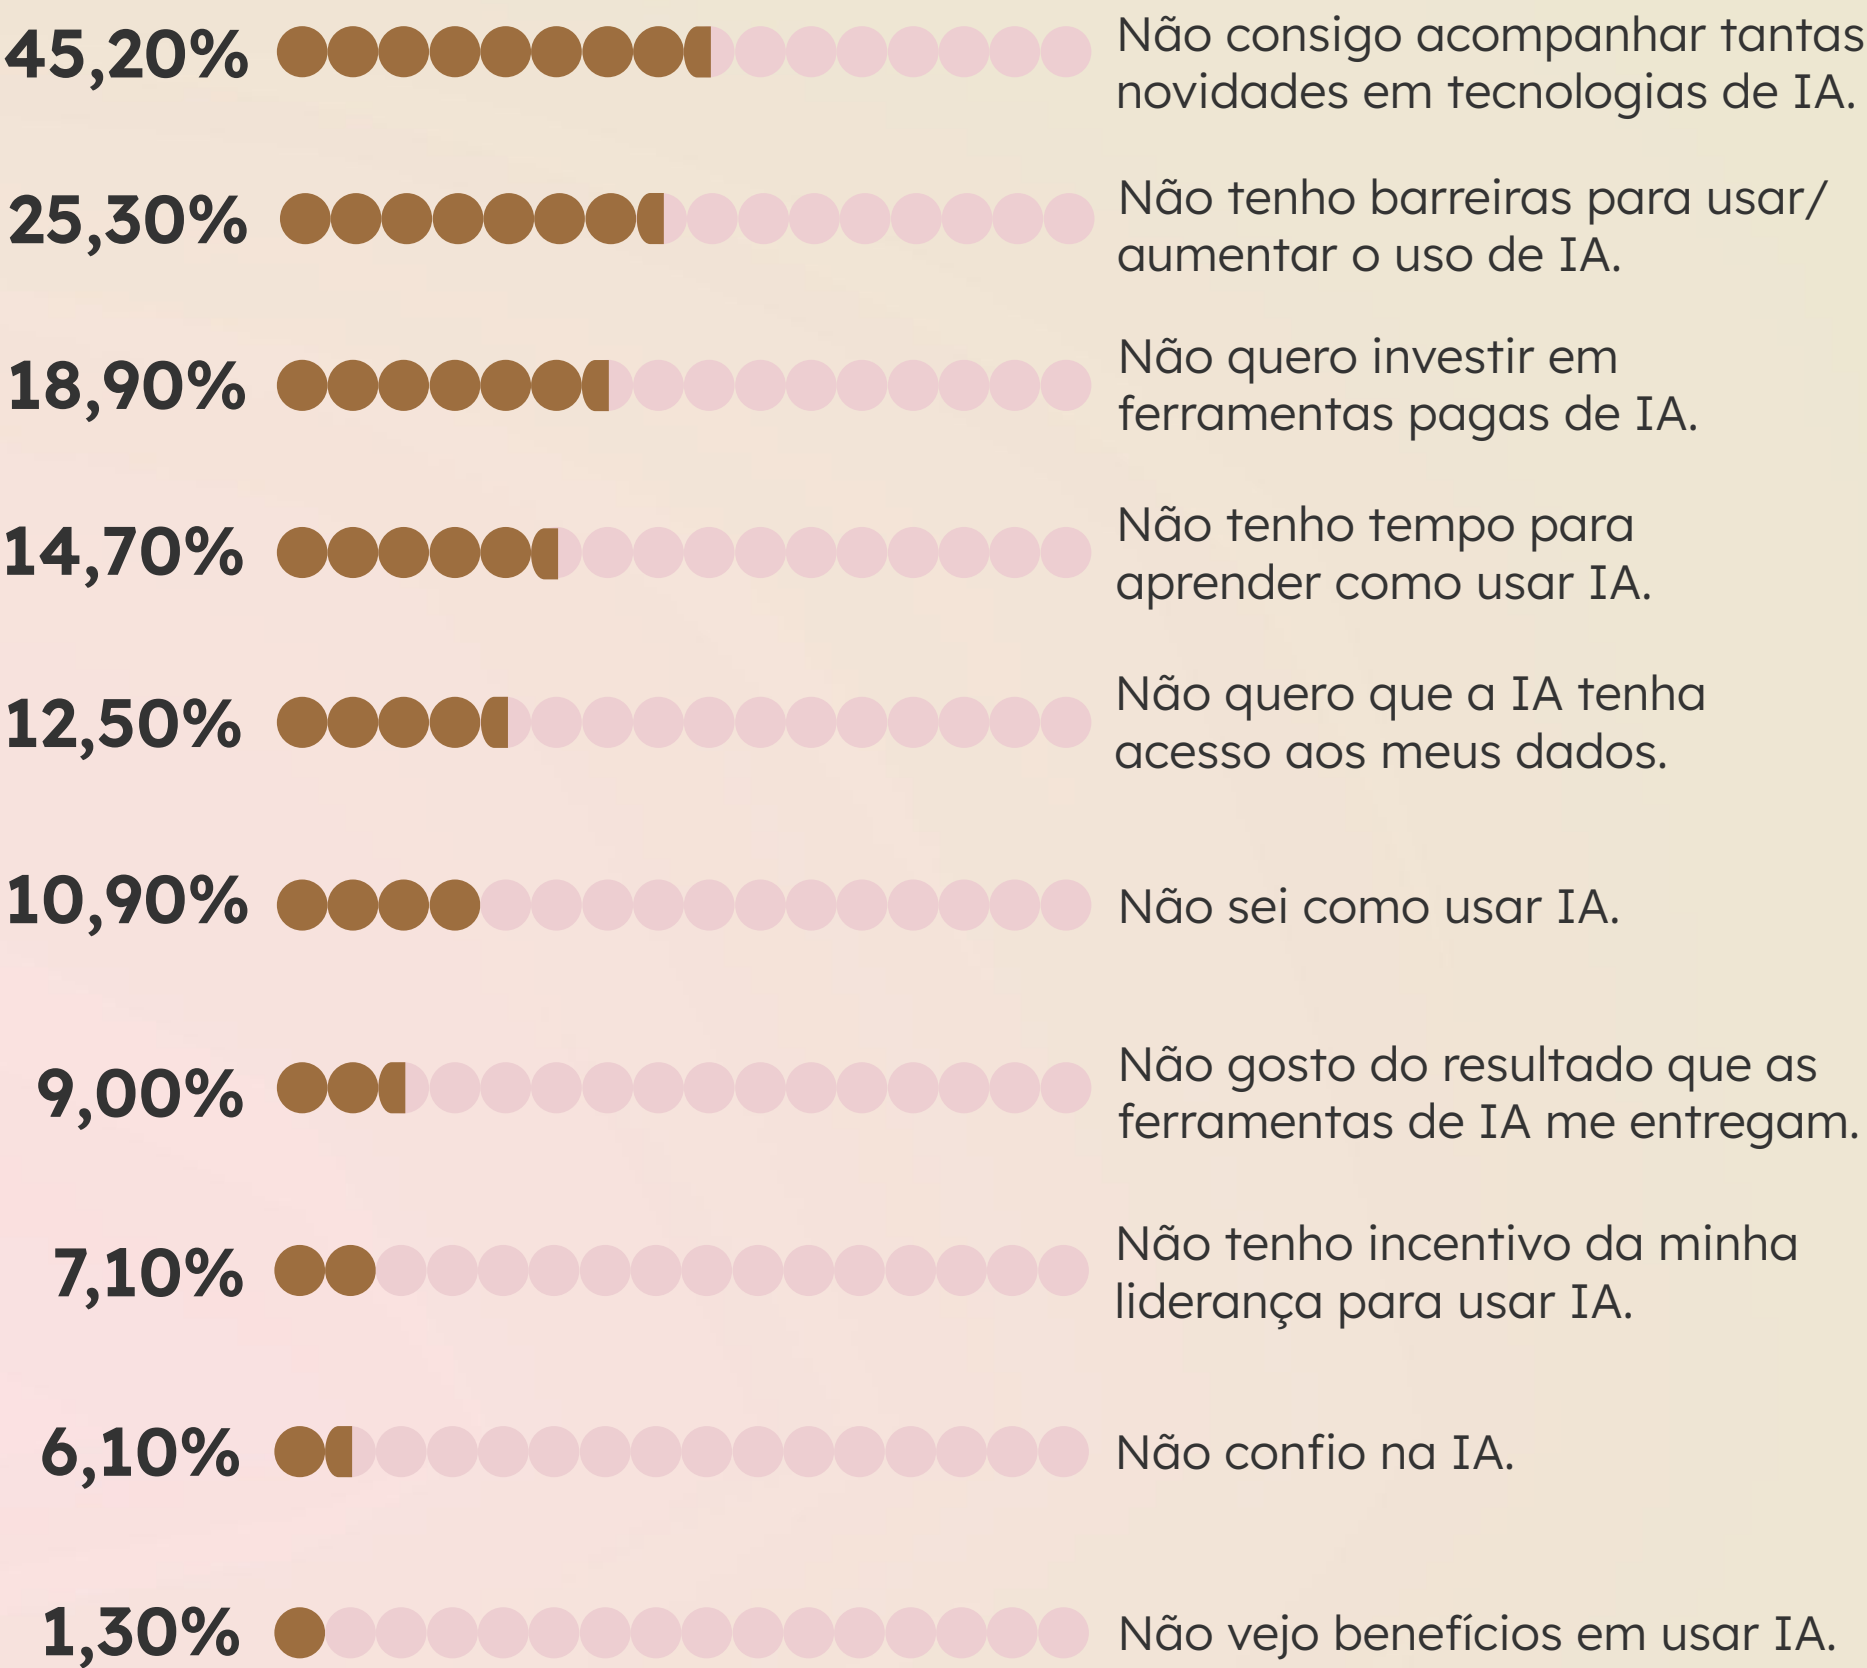 45,20%
Não consigo acompanhar tantas
novidades em tecnologias de IA.
25,30%
Não tenho barreiras para usar/
aumentar o uso de IA.
18,90%
Não quero investir em
ferramentas pagas de IA.
14,70%
Não tenho tempo para
aprender como usar IA.
12,50%
Não quero que a IA tenha
acesso aos meus dados.
10,90%
Não sei como usar IA.
9,00%
Não gosto do resultado que as
ferramentas de IA me entregam.
7,10%
Não tenho incentivo da minha
liderança para usar IA.
6,10%
Não confio na IA.
1,30%
Não vejo benefícios em usar IA.